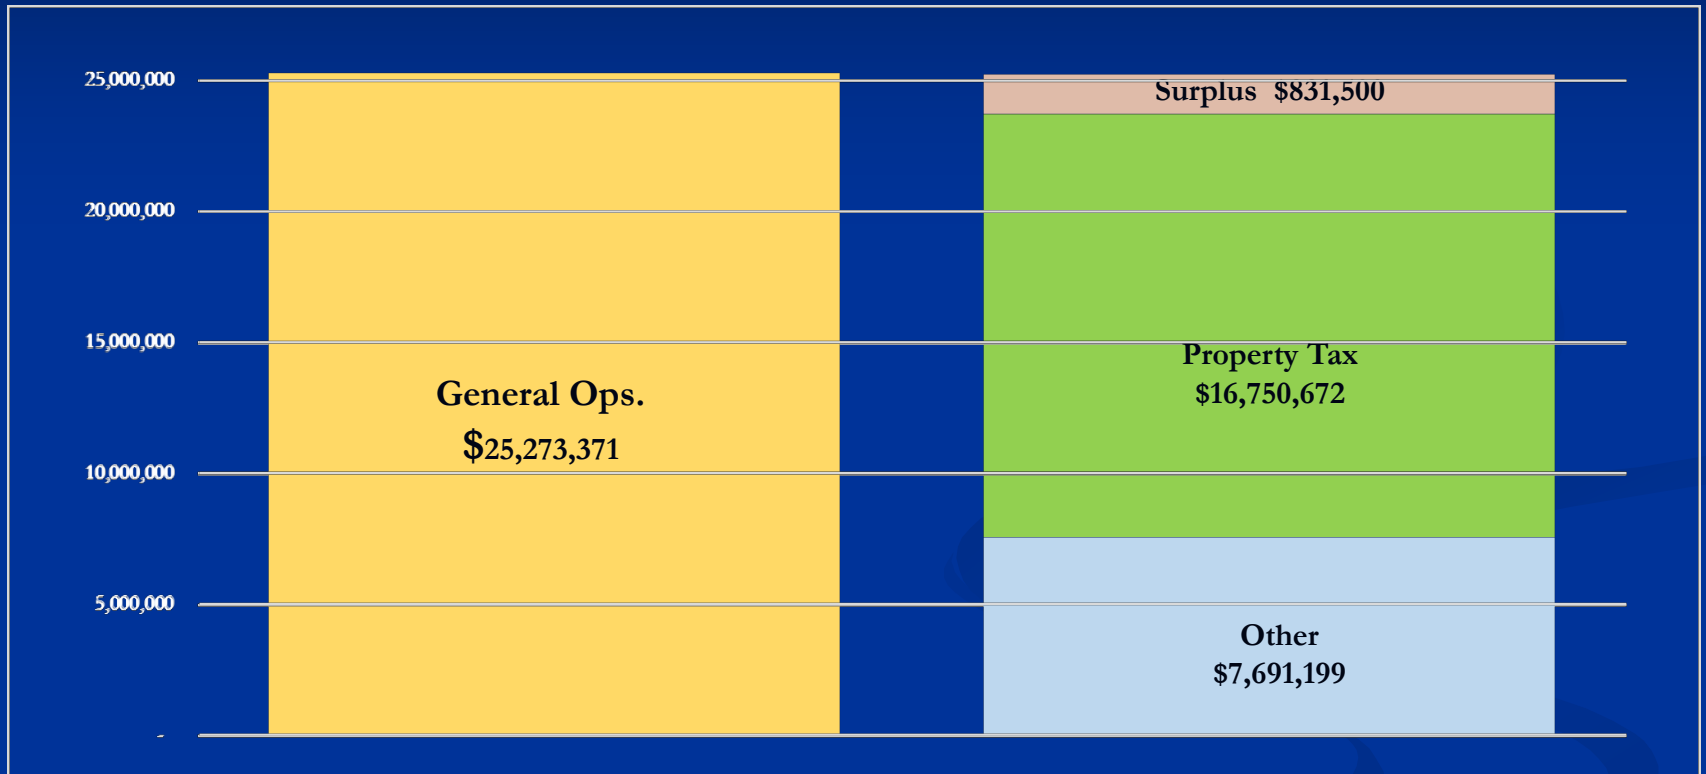 25,000,000
20,000,000
15,000,000
10,000,000
5,000,000
-
General Ops.
$25,273,371
Surplus $831,500
Property Tax
$16,750,672
Other
$7,691,199